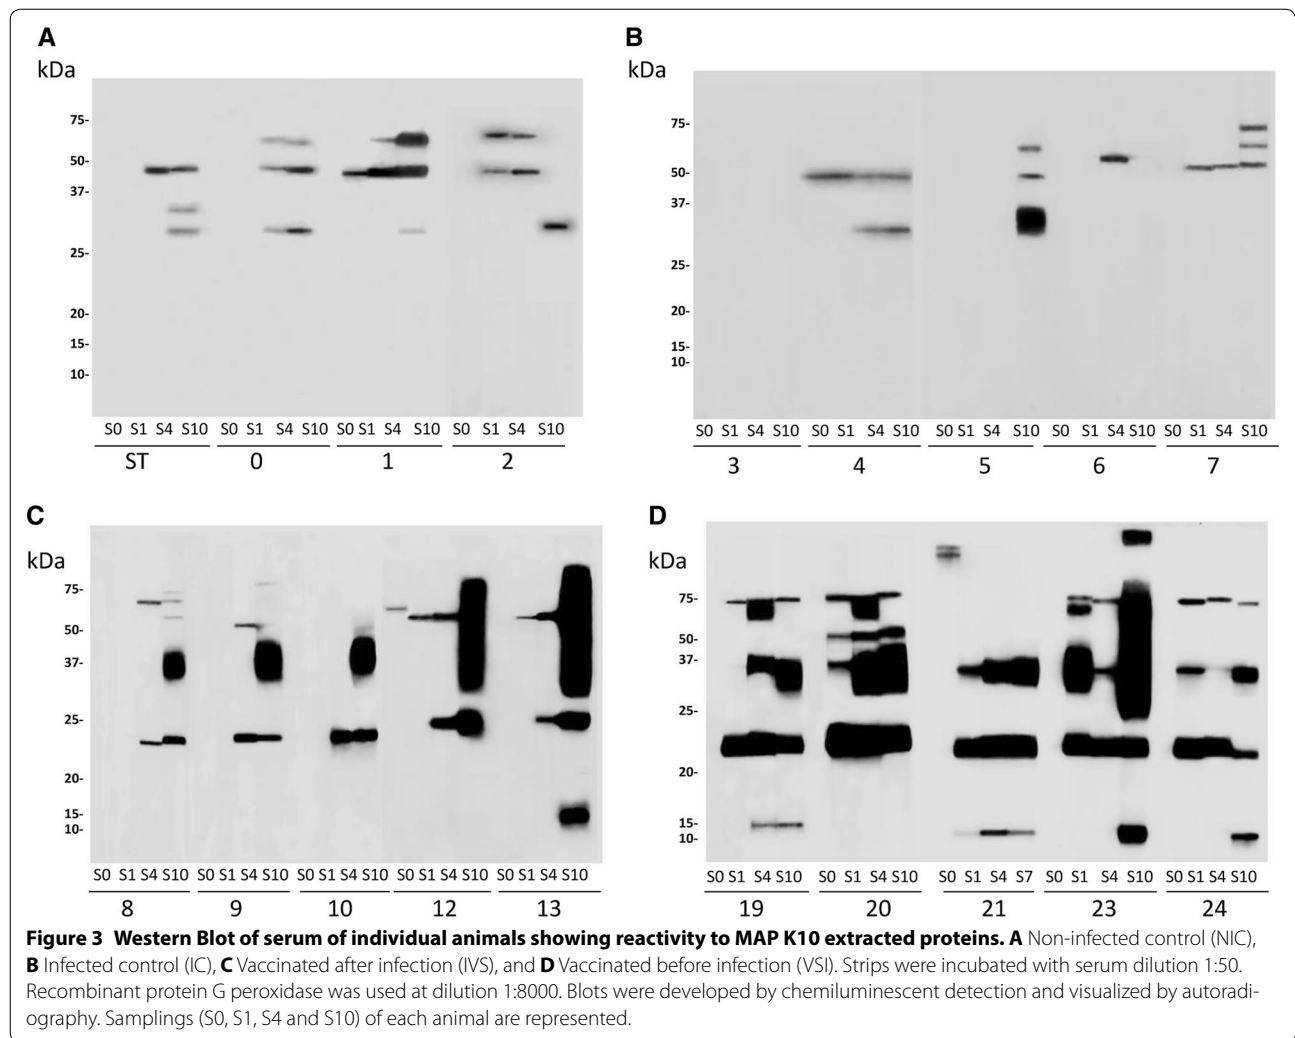 A
kDa
75-
50-
37-
25-
20-
15-
10-
S0 S1 S4 S10 S0 S1 S4 S10 S0 S1 S4 S10 S0 S1 S4 S10
ST 0 1 2
B
kDa
75-
50-
37-
25-
20-
15-
10-
S0 S1 S4 S10 S0 S1 S4 S10 S0 S1 S4 S10 S0 S1 S4 S10 S0 S1 S4 S10
3 4 5 6 7
C
kDa
75-
50-
37-
25-
20-
15-
10-
S0 S1 S4 S10 S0 S1 S4 S10 S0 S1 S4 S10 S0 S1 S4 S10 S0 S1 S4 S10
8 9 10 12 13
D
kDa
75-
50-
37-
25-
20-
15-
10-
S0 S1 S4 S10 S0 S1 S4 S10 S0 S1 S4 S7 S0 S1 S4 S10 S0 S1 S4 S10
19 20 21 23 24
Figure 3 Western Blot of serum of individual animals showing reactivity to MAP K10 extracted proteins. A Non-infected control (NIC),
B Infected control (IC), C Vaccinated after infection (IVS), and D Vaccinated before infection (VSI). Strips were incubated with serum dilution 1:50.
Recombinant protein G peroxidase was used at dilution 1:8000. Blots were developed by chemiluminescent detection and visualized by autoradi-
ography. Samplings (S0, S1, S4 and S10) of each animal are represented.